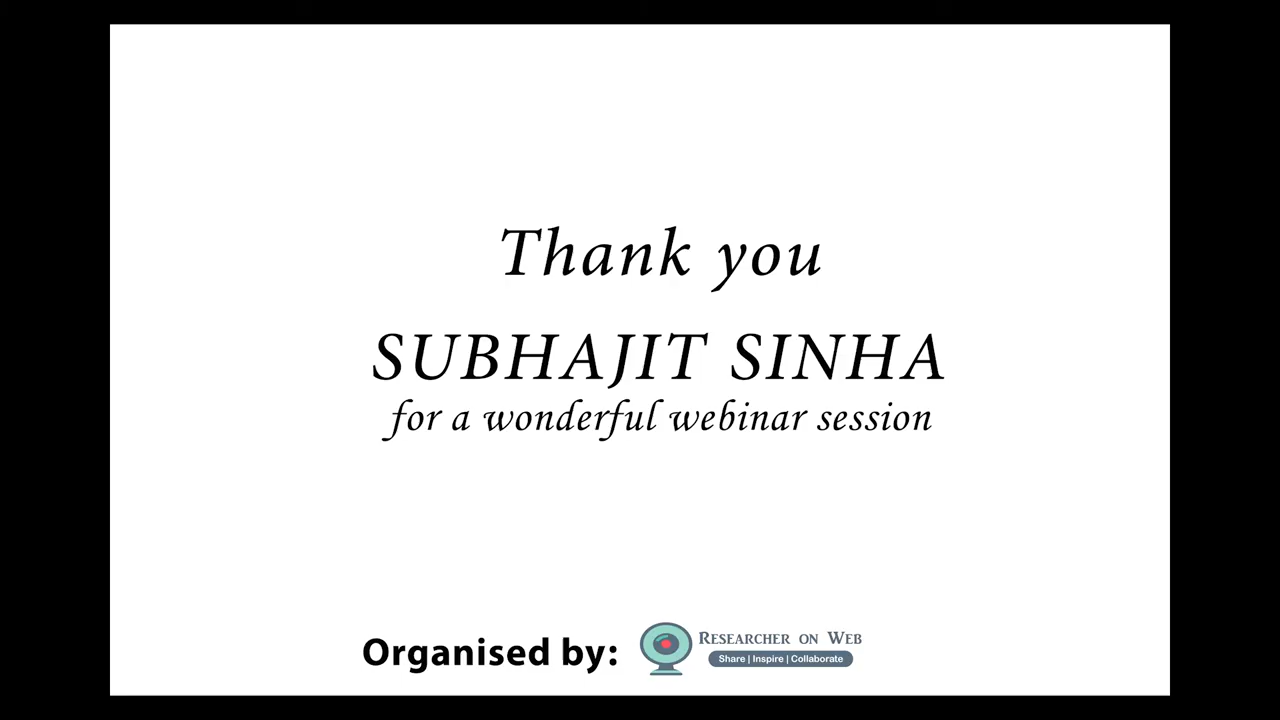 Thank you
SUBHAJIT SINHA
for a wonderful webinar session
Organised by:
RESEARCHER ON WEB
Share | Inspire | Collaborate